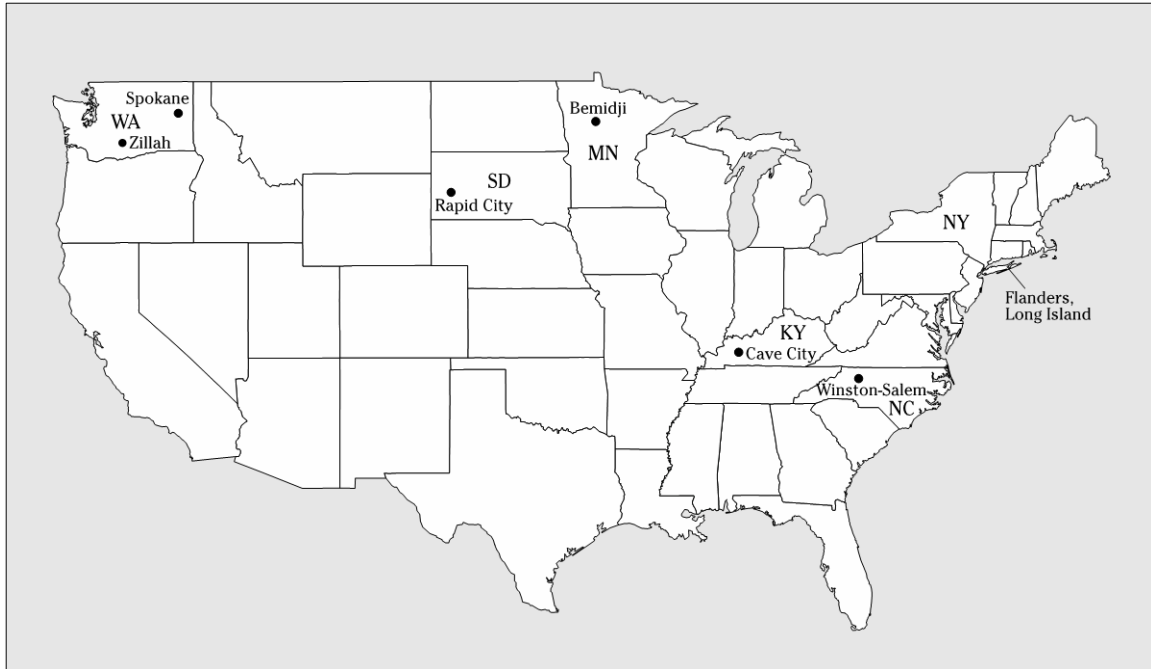 Spokane
WA
Zillah
Bemidji
MN
SD
Rapid City
NY
Flanders,
Long Island
KY
Cave City
Winston-Salem
NC